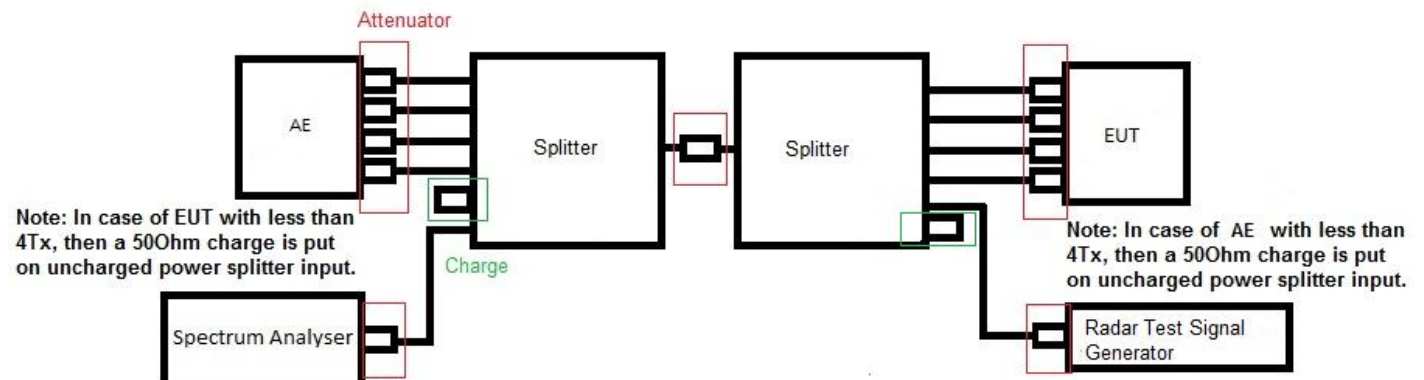 Attenuator
AE
Splitter
Splitter
EUT
Note: In case of EUT with less than
4Tx, then a 50Ohm charge is put
on uncharged power splitter input.
Charge
Note: In case of AE with less than
4Tx, then a 50Ohm charge is put
on uncharged power splitter input.
Spectrum Analyser
Radar Test Signal
Generator